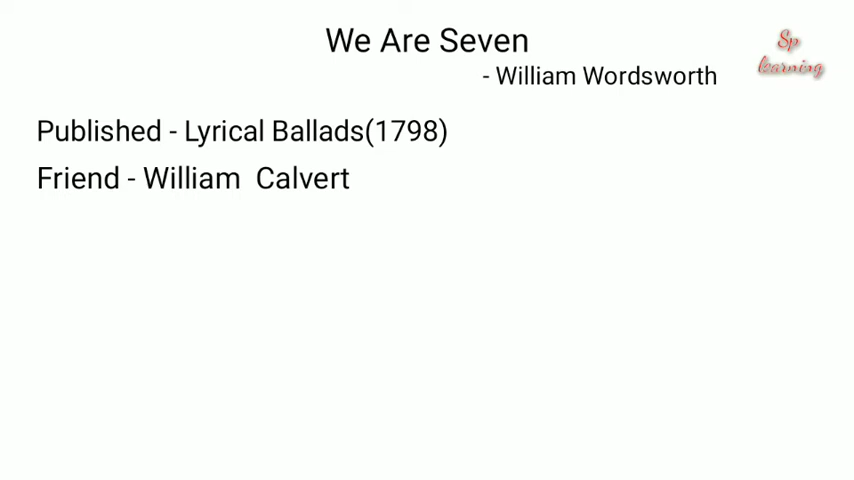 We Are Seven
- William Wordsworth
Sp
learning
Published - Lyrical Ballads(1798)
Friend - William Calvert